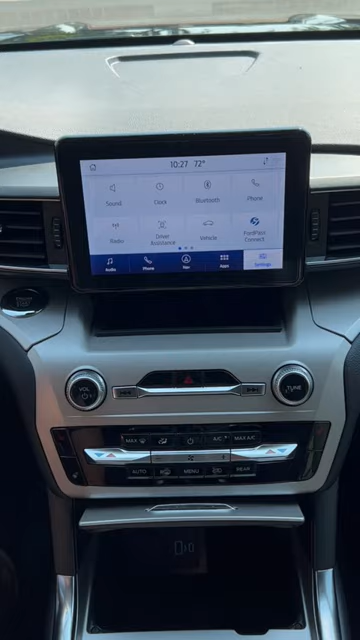 10:27 72°
Sound Clock Bluetooth Phone
Radio Driver Assistance Vehicle FordPass Connect
Audio Phone Nav Apps Settings
VOL TUNE
MAX A/C MAX A/C
AUTO MENU REAR